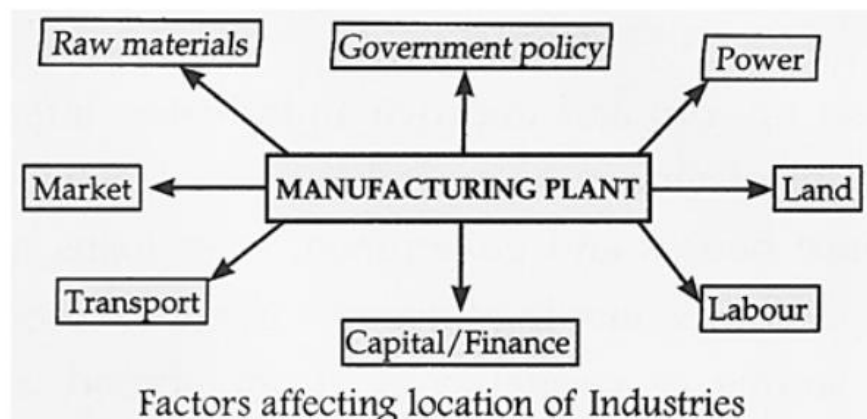 Raw materials
Government policy
Power
Market
MANUFACTURING PLANT
Land
Transport
Capital/Finance
Labour
Factors affecting location of Industries